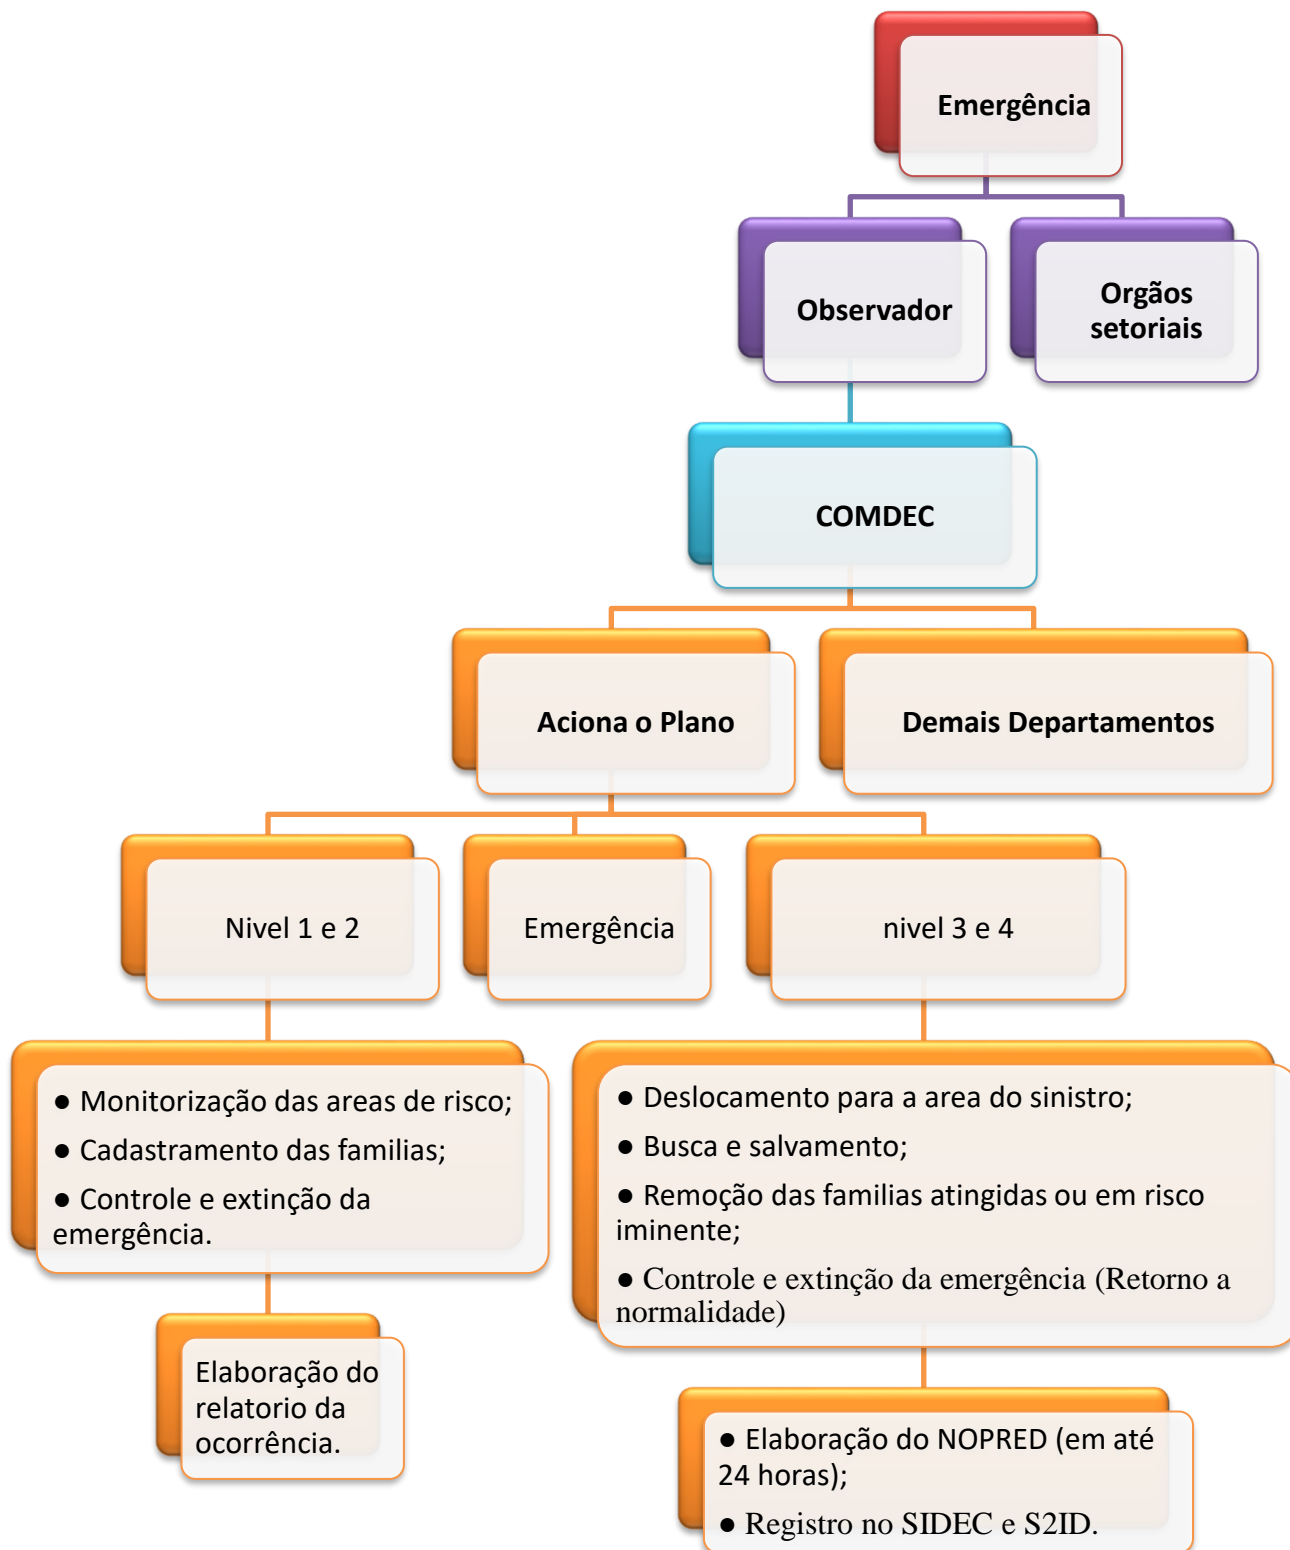 Emergência
Observador
Orgãos
setoriais
COMDEC
Aciona o Plano
Demais Departamentos
Nivel 1 e 2
Emergência
nivel 3 e 4
● Monitorização das areas de risco;
● Cadastramento das familias;
● Controle e extinção da
emergência.
● Deslocamento para a area do sinistro;
● Busca e salvamento;
● Remoção das familias atingidas ou em risco
iminente;
● Controle e extinção da emergência (Retorno a
normalidade)
Elaboração do
relatorio da
ocorrência.
● Elaboração do NOPRED (em até
24 horas);
● Registro no SIDEC e S2ID.